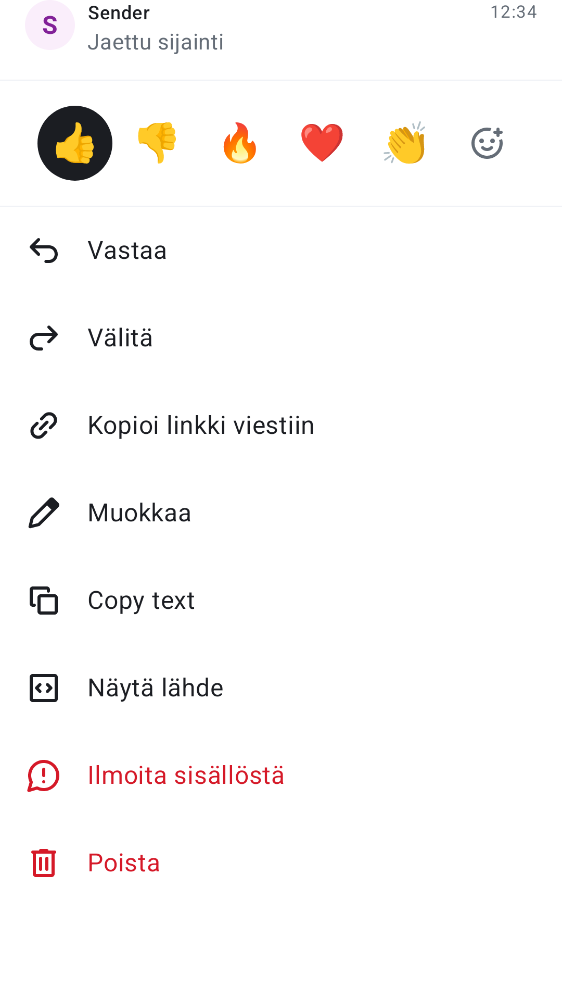 S
Sender
12:34
Jaettu sijainti
Vastaa
Välitä
Kopioi linkki viestiin
Muokkaa
Copy text
Näytä lähde
Ilmoita sisällöstä
Poista